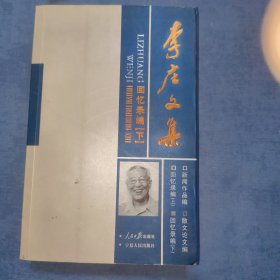 李庄文集
LIZHUANG
WENJI
回忆录编【下】
□新闻作品编 □散文论文编
□回忆录编(上) ■回忆录编(下)
人民日报出版社
宁夏人民出版社